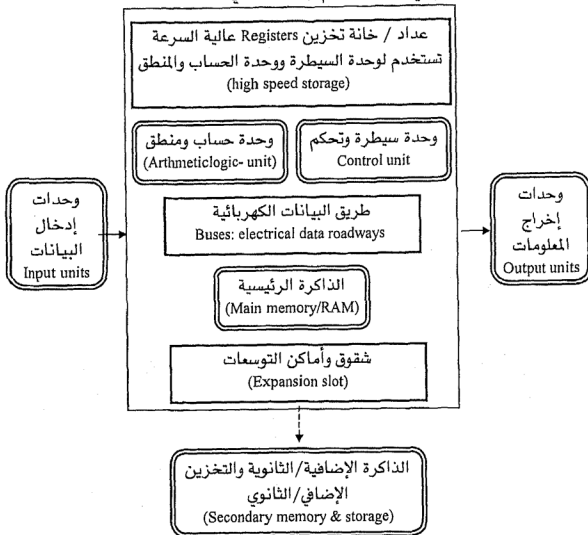 عداد / خانة تخزين Registers عالية السرعة
تستخدم لوحدة السيطرة ووحدة الحساب والمنطق
(high speed storage)
وحدة حساب ومنطق
(Arthmeticlogic- unit)
وحدة سيطرة وتحكم
Control unit
وحدات
إدخال
البيانات
Input units
طريق البيانات الكهربائية
Buses: electrical data roadways
وحدات
إخراج
المعلومات
Output units
الذاكرة الرئيسية
(Main memory/RAM)
شقوق وأماكن التوسعات
(Expansion slot)
الذاكرة الإضافية/الثانوية والتخزين
الإضافي/الثانوي
(Secondary memory & storage)